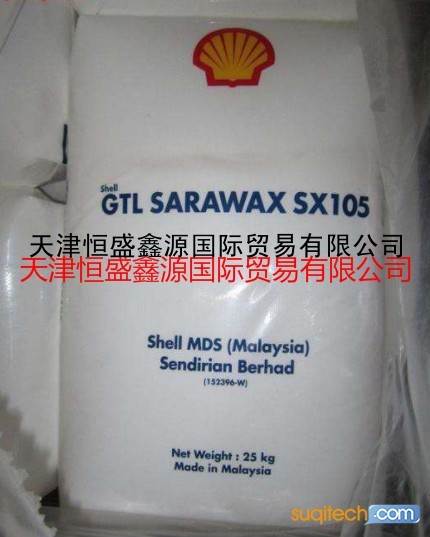 Shell
GTL SARAWAX SX105
天津恒盛鑫源国际贸易有限公司
天津恒盛鑫源国际贸易有限公司
Shell MDS (Malaysia)
Sendirian Berhad
(152396-W)
Net Weight : 25 kg
Made in Malaysia
suqitech.com